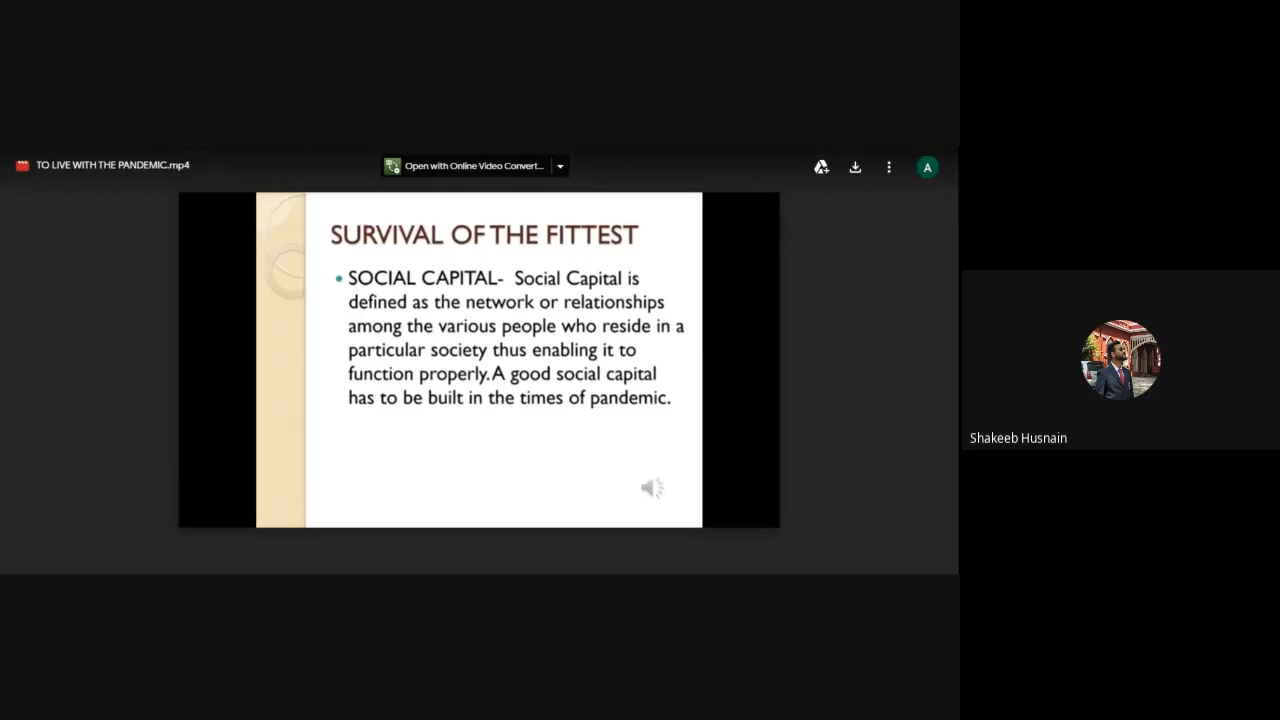 TO LIVE WITH THE PANDEMIC.mp4
Open with Online Video Convert...
A
SURVIVAL OF THE FITTEST
• SOCIAL CAPITAL- Social Capital is
defined as the network or relationships
among the various people who reside in a
particular society thus enabling it to
function properly. A good social capital
has to be built in the times of pandemic.
Shakeeb Husnain